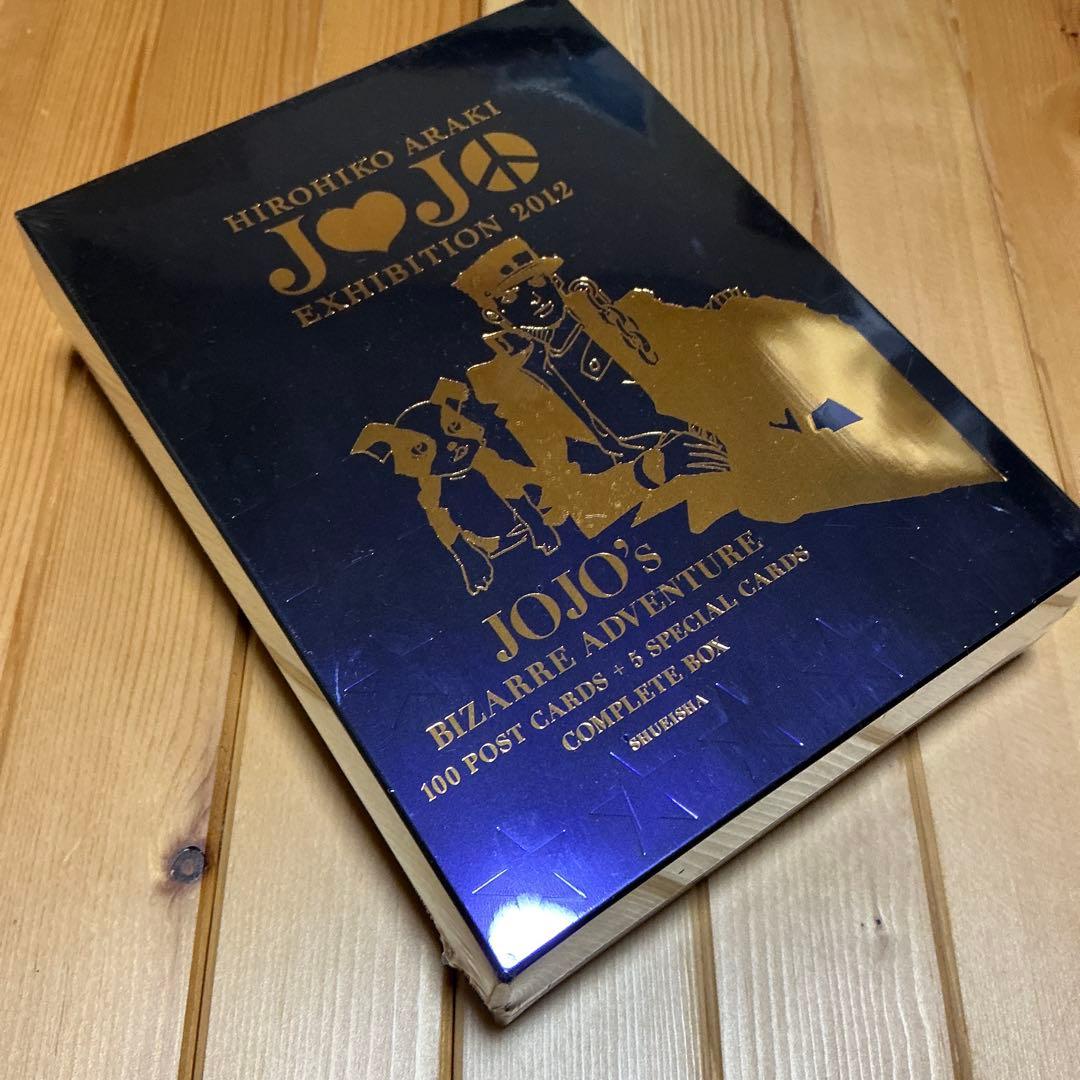 HIROHIKO ARAKI
JOJO
EXHIBITION 2012
JOJO's
BIZARRE ADVENTURE
100 POST CARDS + 5 SPECIAL CARDS
COMPLETE BOX
SHUEISHA